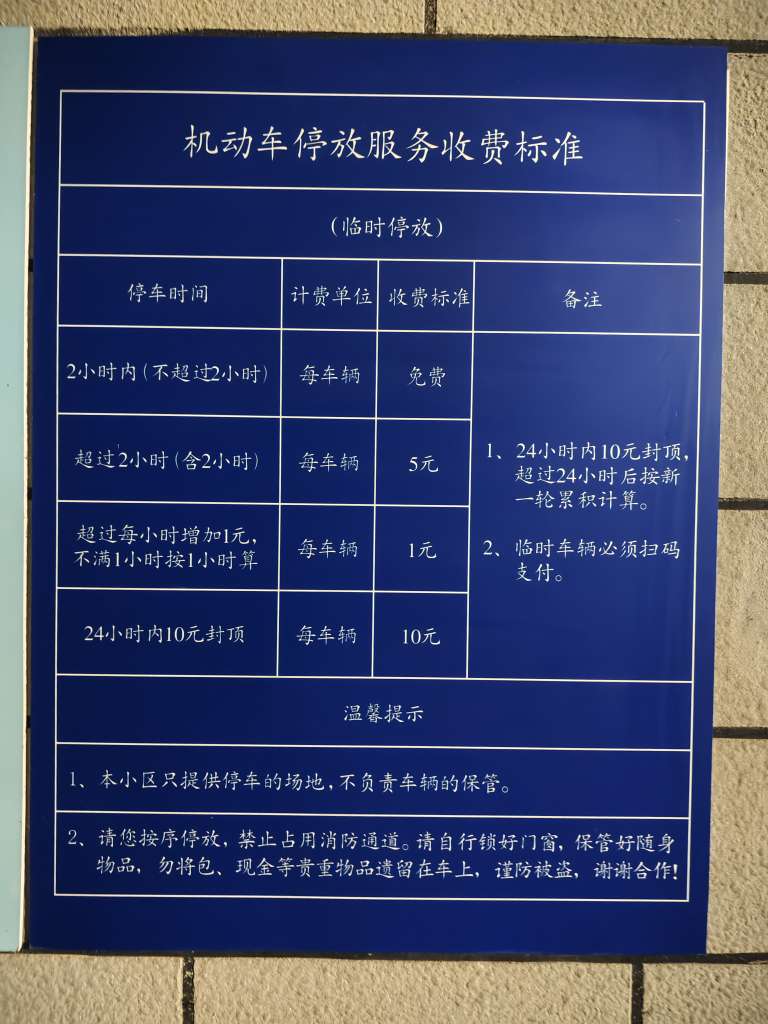 机动车停放服务收费标准
(临时停放)
停车时间 计费单位 收费标准 备注
2小时内(不超过2小时) 每车辆 免费
超过2小时(含2小时) 每车辆 5元
超过每小时增加1元，
不满1小时按1小时算 每车辆 1元
24小时内10元封顶 每车辆 10元
1、24小时内10元封顶，
超过24小时后按新
一轮累积计算。
2、临时车辆必须扫码
支付。
温馨提示
1、本小区只提供停车的场地，不负责车辆的保管。
2、请您按序停放，禁止占用消防通道。请自行锁好门窗，保管好随身
物品，勿将包、现金等贵重物品遗留在车上，谨防被盗，谢谢合作！